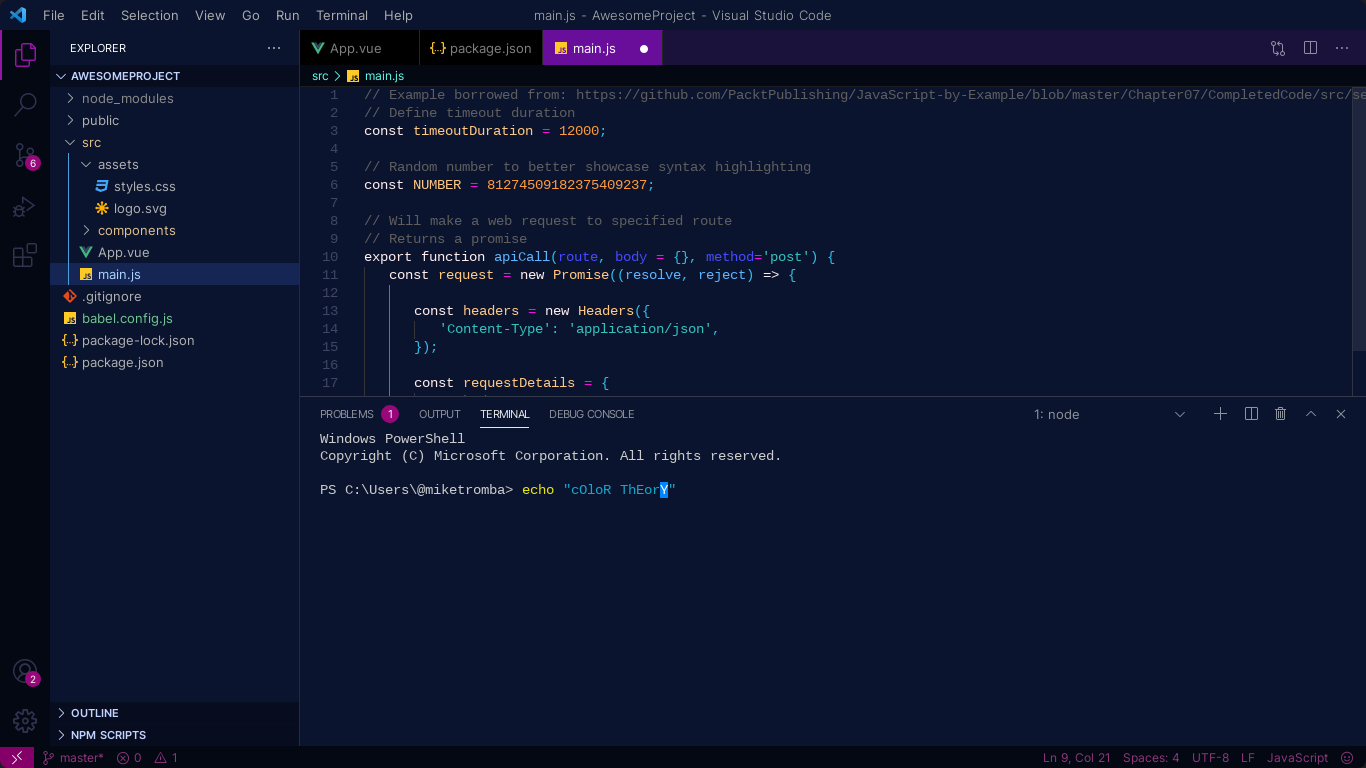 File Edit Selection View Go Run Terminal Help main.js - AwesomeProject - Visual Studio Code
EXPLORER
App.vue
{..} package.json
JS main.js
AWESOMEPROJECT
node_modules
public
src
assets
styles.css
logo.svg
components
App.vue
JS main.js
.gitignore
JS babel.config.js
{..} package-lock.json
{..} package.json
OUTLINE
NPM SCRIPTS
6
2
src > JS main.js
1 // Example borrowed from: https://github.com/PacktPublishing/JavaScript-by-Example/blob/master/Chapter07/CompletedCode/src/se
2 // Define timeout duration
3 const timeoutDuration = 12000;
4
5 // Random number to better showcase syntax highlighting
6 const NUMBER = 81274509182375409237;
7
8 // Will make a web request to specified route
9 // Returns a promise
10 export function apiCall(route, body = {}, method='post') {
11 const request = new Promise((resolve, reject) => {
12
13 const headers = new Headers({
14 'Content-Type': 'application/json',
15 });
16
17 const requestDetails = {
PROBLEMS 1 OUTPUT TERMINAL DEBUG CONSOLE 1: node
Windows PowerShell
Copyright (C) Microsoft Corporation. All rights reserved.
PS C:\Users\@miketromba> echo "cOloR ThEorY"
master* 0 1 Ln 9, Col 21 Spaces: 4 UTF-8 LF JavaScript